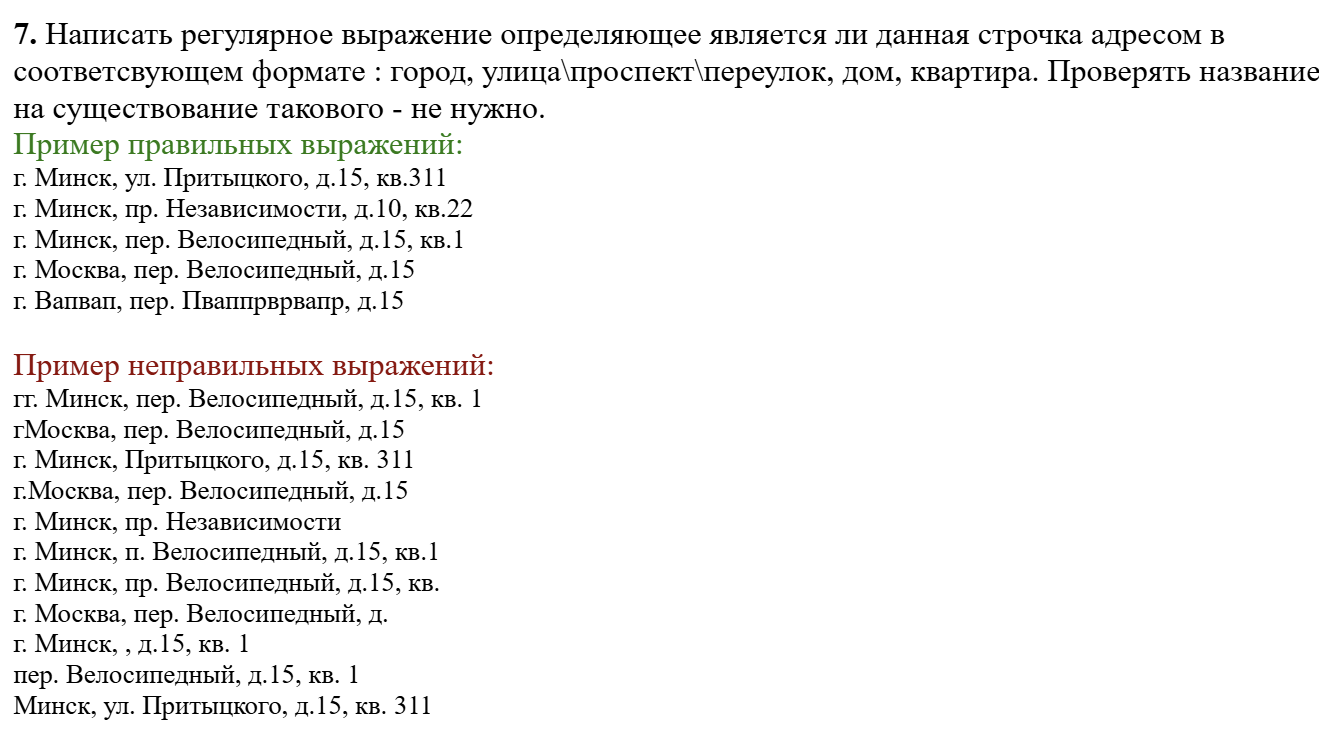 7. Написать регулярное выражение определяющее является ли данная строчка адресом в
соответсвующем формате : город, улица\проспект\переулок, дом, квартира. Проверять название
на существование такового - не нужно.
Пример правильных выражений:
г. Минск, ул. Притыцкого, д.15, кв.311
г. Минск, пр. Независимости, д.10, кв.22
г. Минск, пер. Велосипедный, д.15, кв.1
г. Москва, пер. Велосипедный, д.15
г. Вапвап, пер. Пваппрврвапр, д.15
Пример неправильных выражений:
гт. Минск, пер. Велосипедный, д.15, кв. 1
гМосква, пер. Велосипедный, д.15
г. Минск, Притыцкого, д.15, кв. 311
г.Москва, пер. Велосипедный, д.15
г. Минск, пр. Независимости
г. Минск, п. Велосипедный, д.15, кв.1
г. Минск, пр. Велосипедный, д.15, кв.
г. Москва, пер. Велосипедный, д.
г. Минск, , д.15, кв. 1
пер. Велосипедный, д.15, кв. 1
Минск, ул. Притыцкого, д.15, кв. 311